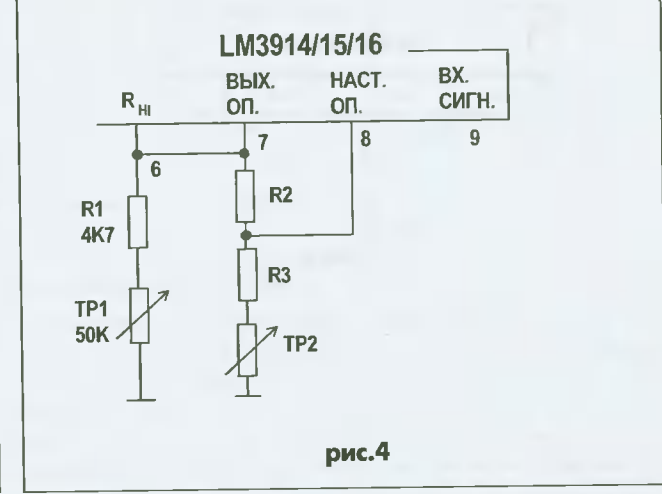 LM3914/15/16
R HI
ВЫХ. ОП.
НАСТ. ОП.
ВХ. СИГН.
6
7
8
9
R1
4K7
R2
R3
TP1
50K
TP2
рис.4